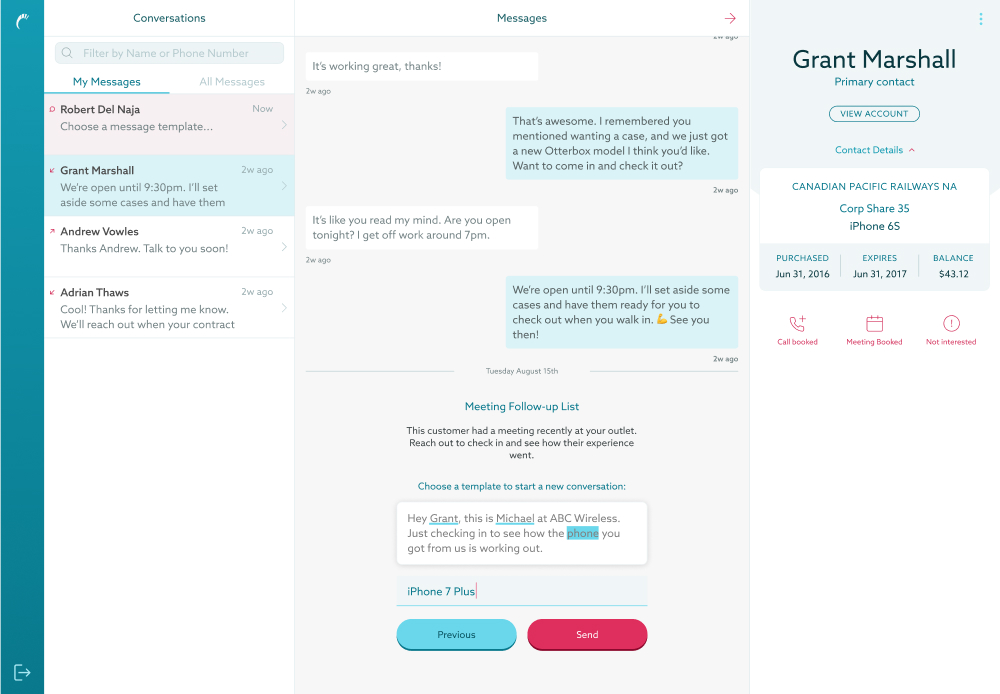 Conversations
Filter by Name or Phone Number
My Messages
All Messages
Robert Del Naja
Now
Choose a message template...
Grant Marshall
2w ago
We're open until 9:30pm. I'll set
aside some cases and have them
Andrew Vowles
2w ago
Thanks Andrew. Talk to you soon!
Adrian Thaws
2w ago
Cool! Thanks for letting me know.
We'll reach out when your contract
Messages
2w ago
It's working great, thanks!
2w ago
That's awesome. I remembered you
mentioned wanting a case, and we just got
a new Otterbox model I think you'd like.
Want to come in and check it out?
2w ago
It's like you read my mind. Are you open
tonight? I get off work around 7pm.
2w ago
We're open until 9:30pm. I'll set aside some
cases and have them ready for you to
check out when you walk in. 💪 See you
then!
2w ago
Tuesday August 15th
Meeting Follow-up List
This customer had a meeting recently at your outlet.
Reach out to check in and see how their experience
went.
Choose a template to start a new conversation:
Hey Grant, this is Michael at ABC Wireless.
Just checking in to see how the phone you
got from us is working out.
iPhone 7 Plus
Previous
Send
Grant Marshall
Primary contact
VIEW ACCOUNT
Contact Details
CANADIAN PACIFIC RAILWAYS NA
Corp Share 35
iPhone 6S
PURCHASED
EXPIRES
BALANCE
Jun 31, 2016
Jun 31, 2017
$43.12
Call booked
Meeting Booked
Not interested